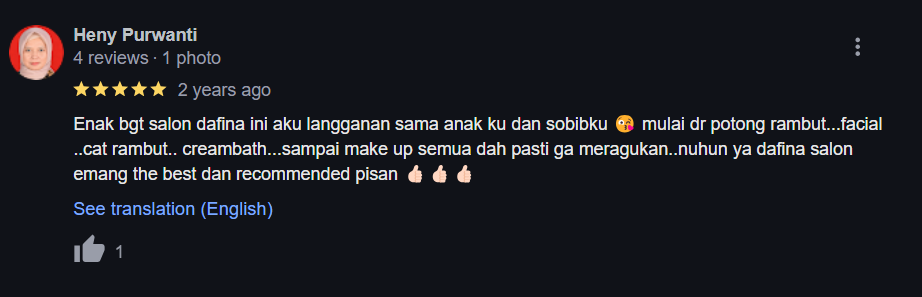 Heny Purwanti
4 reviews · 1 photo
2 years ago
Enak bgt salon dafina ini aku langganan sama anak ku dan sobibku 😘 mulai dr potong rambut...facial
..cat rambut.. creambath...sampai make up semua dah pasti ga meragukan..nuhun ya dafina salon
emang the best dan recommended pisan 👍🏻👍🏻👍🏻
See translation (English)
1